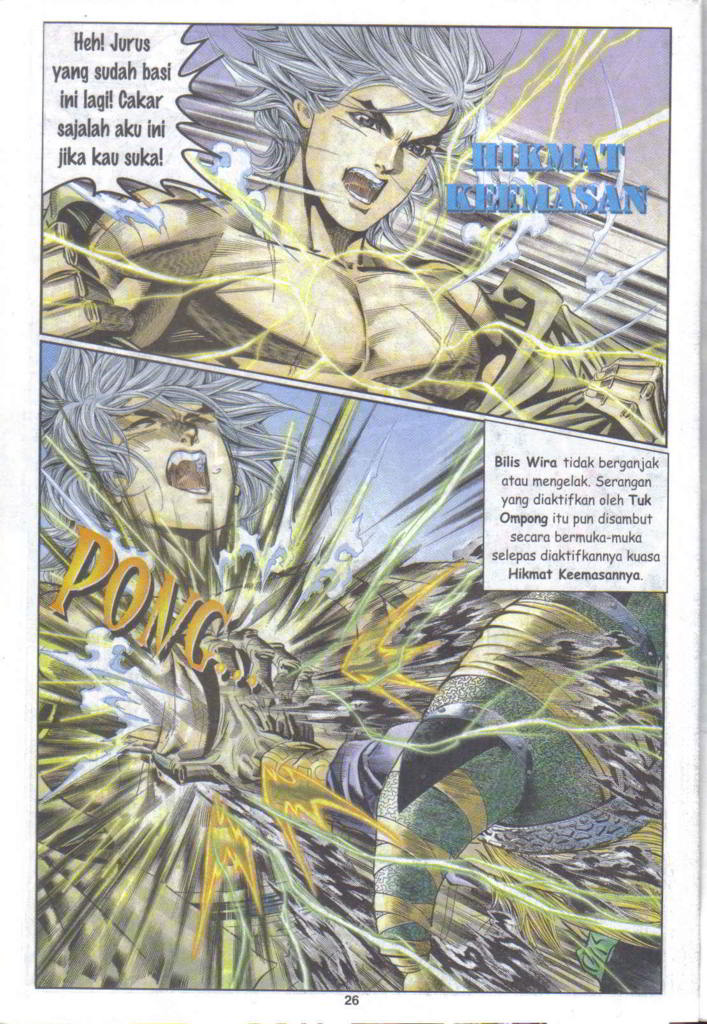 Heh! Jurus
yang sudah basi
ini lagi! Cakar
sajalah aku ini
jika kau suka!
HIKMAT
KEEMASAN
Bilis Wira tidak berganjak
atau mengelak. Serangan
yang diaktifkan oleh Tuk
Ompong itu pun disambut
secara bermuka-muka
selepas diaktifkannya kuasa
Hikmat Keemasannya.
PONG...
26